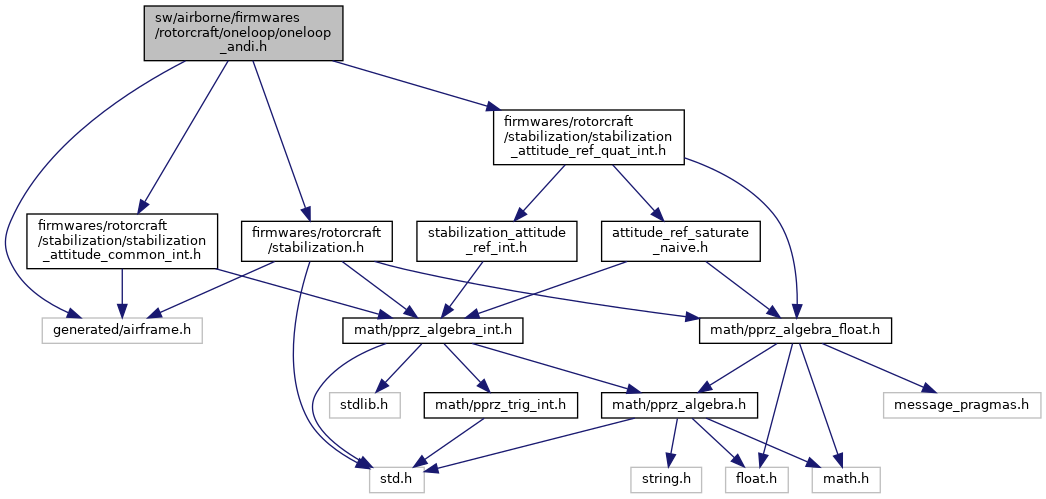 sw/airborne/firmwares
/rotorcraft/oneloop/oneloop
_andi.h
firmwares/rotorcraft
/stabilization/stabilization
_attitude_ref_quat_int.h
firmwares/rotorcraft
/stabilization/stabilization
_attitude_common_int.h
firmwares/rotorcraft
/stabilization.h
stabilization_attitude
_ref_int.h
attitude_ref_saturate
_naive.h
generated/airframe.h
math/pprz_algebra_int.h
math/pprz_algebra_float.h
stdlib.h
math/pprz_trig_int.h
math/pprz_algebra.h
message_pragmas.h
std.h
string.h
float.h
math.h